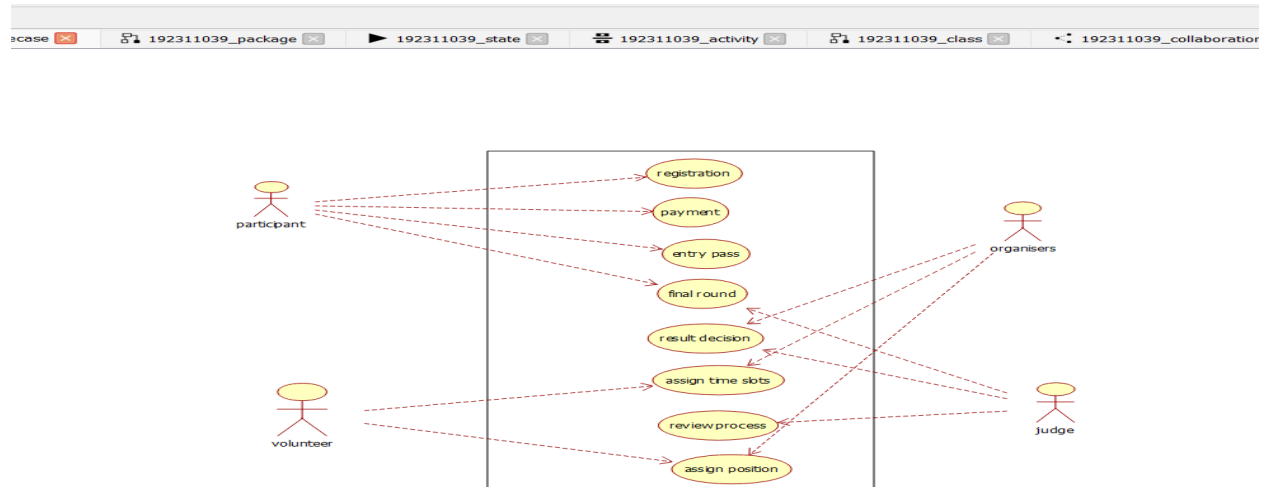 ecase 192311039_package 192311039_state 192311039_activity 192311039_class 192311039_collaboration
registration
payment
participant
entry pass
organisers
final round
result decision
assign time slots
review process
judge
volunteer
assign position